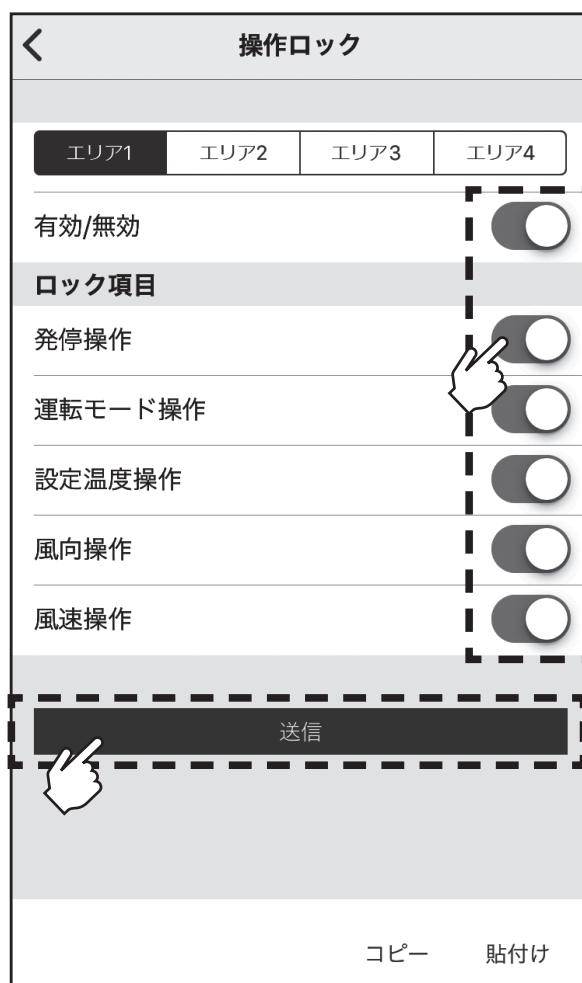 操作ロック
エリア1 エリア2 エリア3 エリア4
有効/無効
ロック項目
発停操作
運転モード操作
設定温度操作
風向操作
風速操作
送信
コピー 貼付け